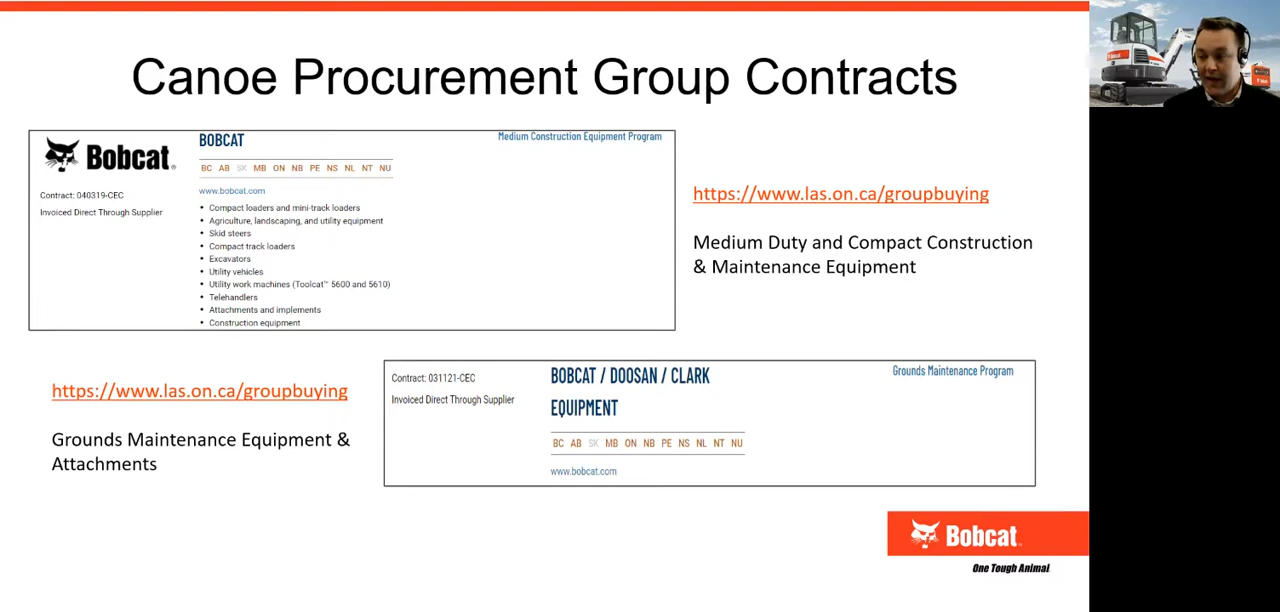 Canoe Procurement Group Contracts
Bobcat®
BOBCAT
Medium Construction Equipment Program
BC AB SK MB ON NB PE NS NL NT NU
Contract: 040319-CEC
Invoiced Direct Through Supplier
www.bobcat.com
• Compact loaders and mini-track loaders
• Agriculture, landscaping, and utility equipment
• Skid steers
• Compact track loaders
• Excavators
• Utility vehicles
• Utility work machines (Toolcat™ 5600 and 5610)
• Telehandlers
• Attachments and implements
• Construction equipment
https://www.las.on.ca/groupbuying
Medium Duty and Compact Construction
& Maintenance Equipment
https://www.las.on.ca/groupbuying
Grounds Maintenance Equipment &
Attachments
Contract: 031121-CEC
Invoiced Direct Through Supplier
BOBCAT / DOOSAN / CLARK
EQUIPMENT
Grounds Maintenance Program
BC AB SK MB ON NB PE NS NL NT NU
www.bobcat.com
Bobcat
One Tough Animal